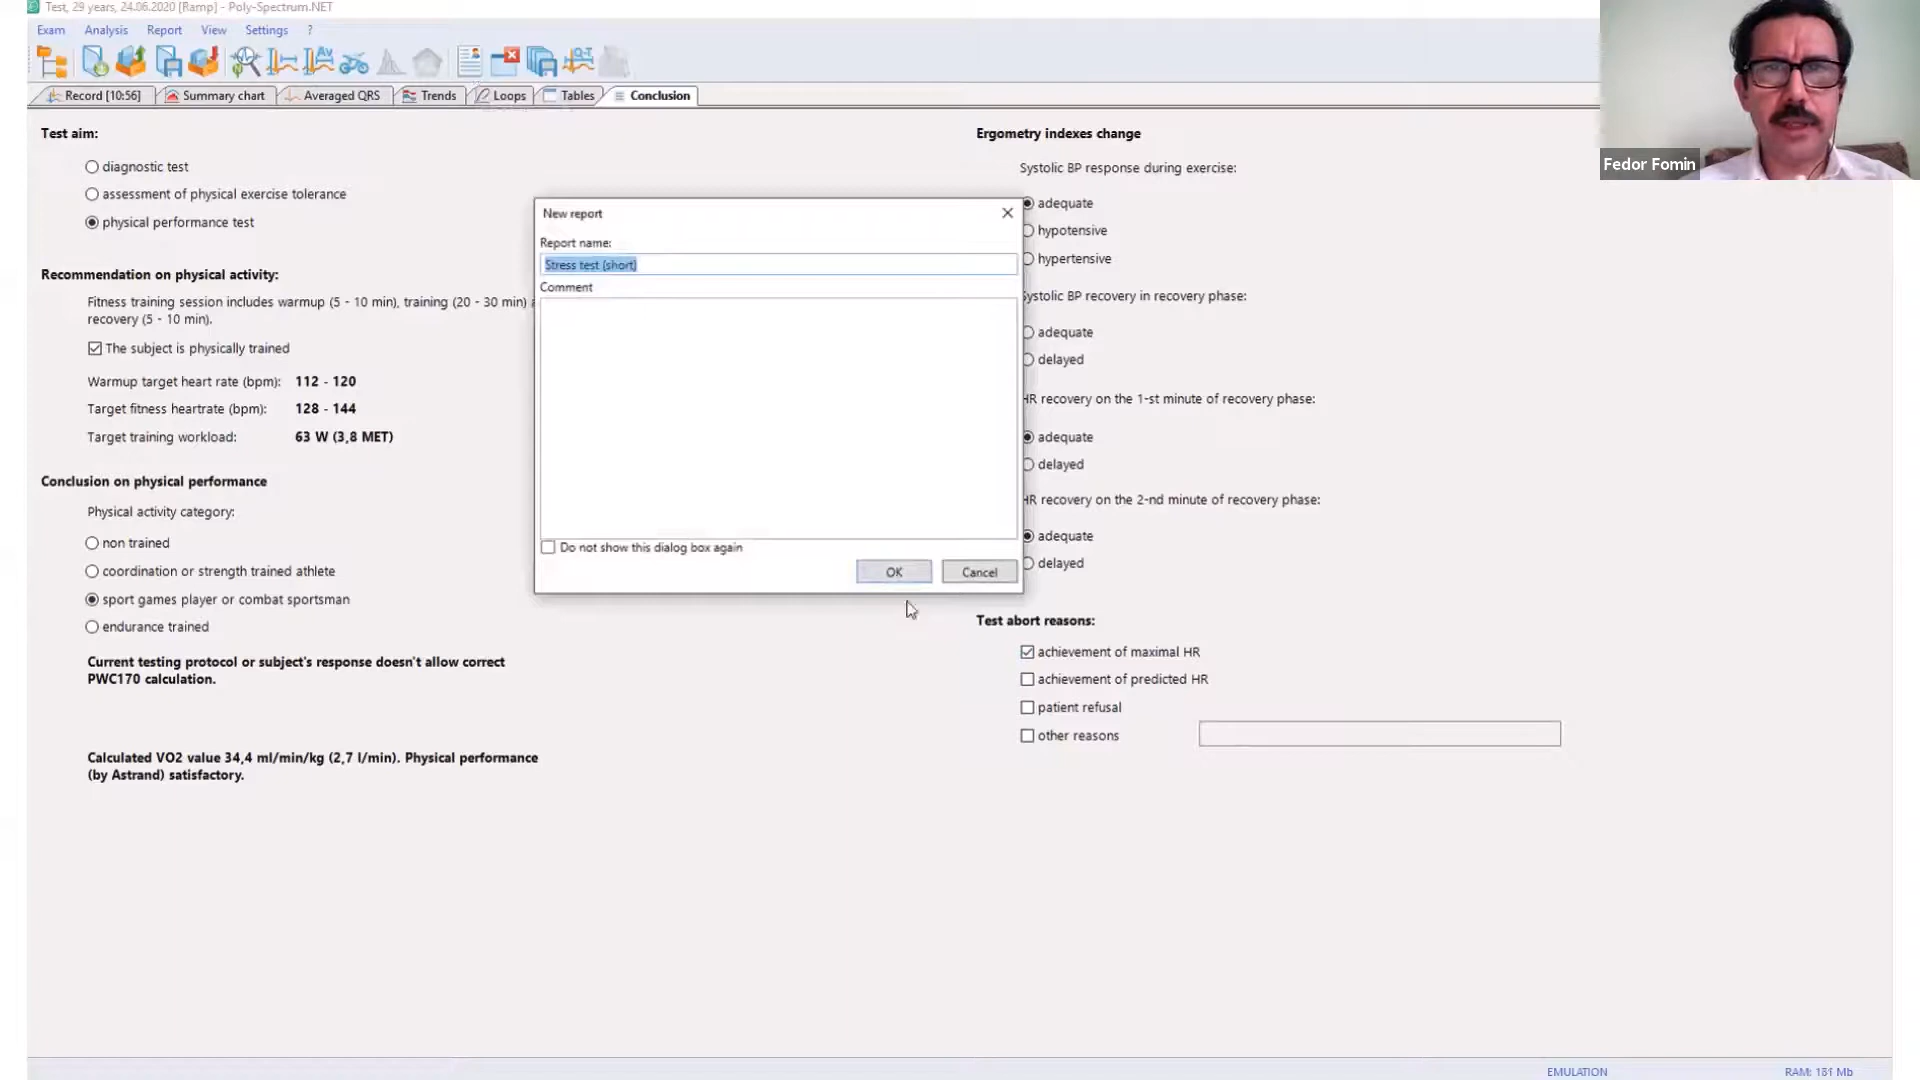 Test, 29 years, 24.06.2020 [Ramp] - Poly-Spectrum.NET
Exam Analysis Report View Settings ?
Record [10:56] Summary chart Averaged QRS Trends Loops Tables Conclusion
Fedor Fomin
Test aim:
diagnostic test
assessment of physical exercise tolerance
physical performance test
Recommendation on physical activity:
Fitness training session includes warmup (5 - 10 min), training (20 - 30 min)
recovery (5 - 10 min).
The subject is physically trained
Warmup target heart rate (bpm): 112 - 120
Target fitness heartrate (bpm): 128 - 144
Target training workload: 63 W (3,8 MET)
Conclusion on physical performance
Physical activity category:
non trained
coordination or strength trained athlete
sport games player or combat sportsman
endurance trained
Current testing protocol or subject's response doesn't allow correct
PWC170 calculation.
Calculated VO2 value 34,4 ml/min/kg (2,7 l/min). Physical performance
(by Astrand) satisfactory.
New report
Report name:
Stress test (short)
Comment
Do not show this dialog box again
OK Cancel
Ergometry indexes change
Systolic BP response during exercise:
adequate
hypotensive
hypertensive
Systolic BP recovery in recovery phase:
adequate
delayed
HR recovery on the 1-st minute of recovery phase:
adequate
delayed
HR recovery on the 2-nd minute of recovery phase:
adequate
delayed
Test abort reasons:
achievement of maximal HR
achievement of predicted HR
patient refusal
other reasons
EMULATION RAM: 181 Mb